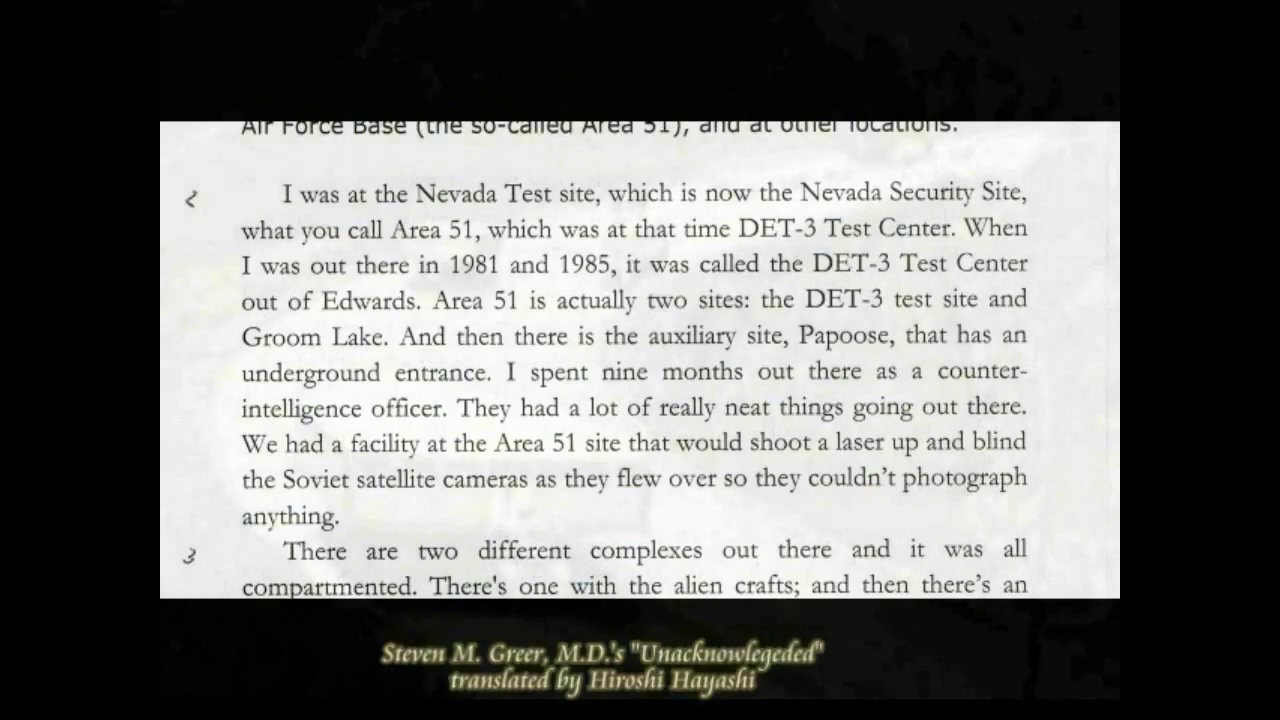 Air Force Base (the so-called Area 51), and at other locations.
2
I was at the Nevada Test site, which is now the Nevada Security Site,
what you call Area 51, which was at that time DET-3 Test Center. When
I was out there in 1981 and 1985, it was called the DET-3 Test Center
out of Edwards. Area 51 is actually two sites: the DET-3 test site and
Groom Lake. And then there is the auxiliary site, Papoose, that has an
underground entrance. I spent nine months out there as a counter-
intelligence officer. They had a lot of really neat things going out there.
We had a facility at the Area 51 site that would shoot a laser up and blind
the Soviet satellite cameras as they flew over so they couldn't photograph
anything.
3
There are two different complexes out there and it was all
compartmented. There's one with the alien crafts; and then there's an
Steven M. Greer, M.D.'s "Unacknowlegeded"
translated by Hiroshi Hayashi